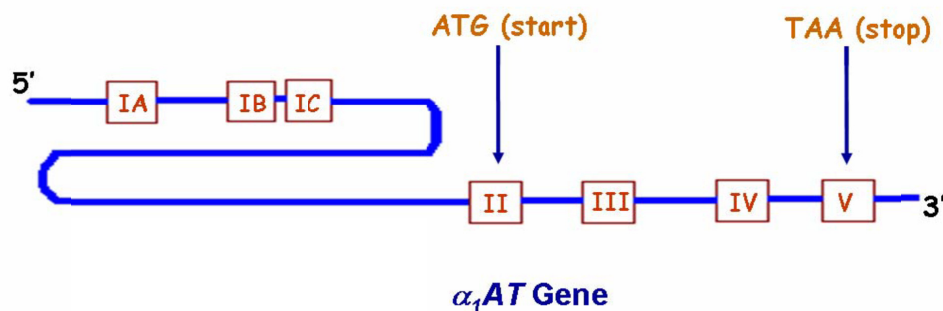 ATG (start) TAA (stop)
5'
IA IB IC
II III IV V
3'
α₁AT Gene